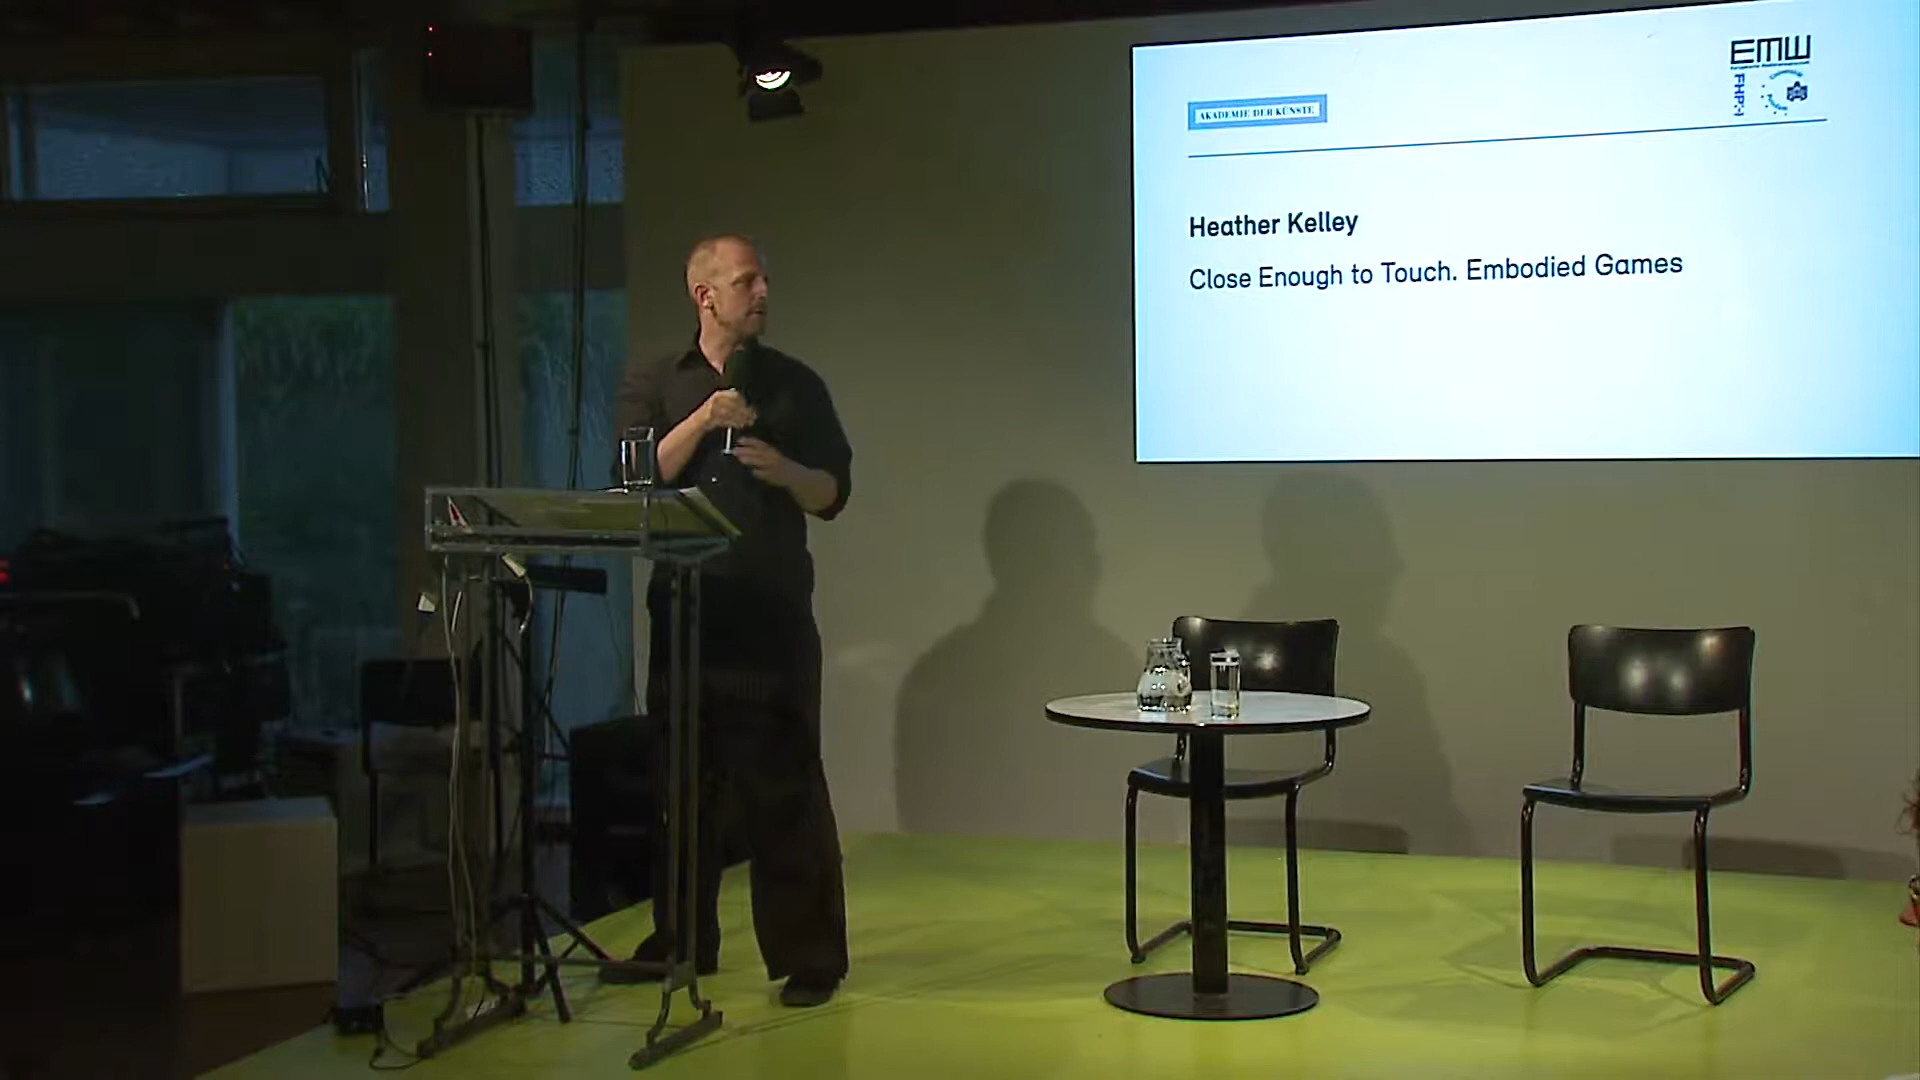 AKADEMIE DER KÜNSTE
EMW
FHP
Heather Kelley
Close Enough to Touch. Embodied Games